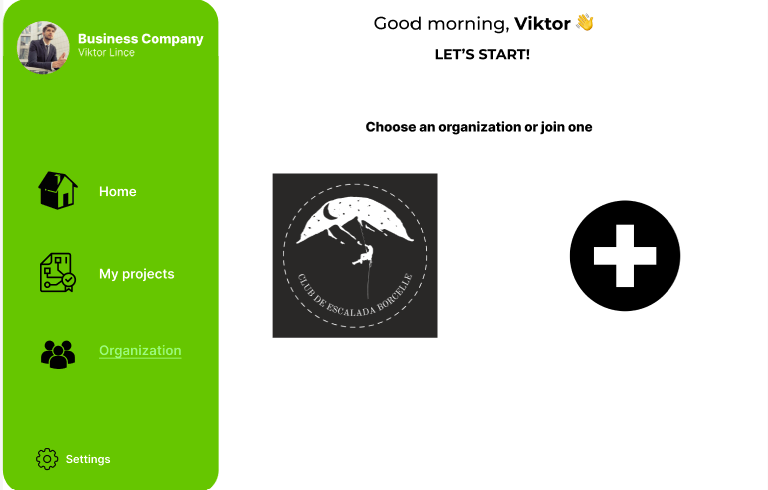 Business Company
Viktor Lince
Home
My projects
Organization
Settings
Good morning, Viktor 👋
LET’S START!
Choose an organization or join one
CLUB DE ESCALADA BORCELLE